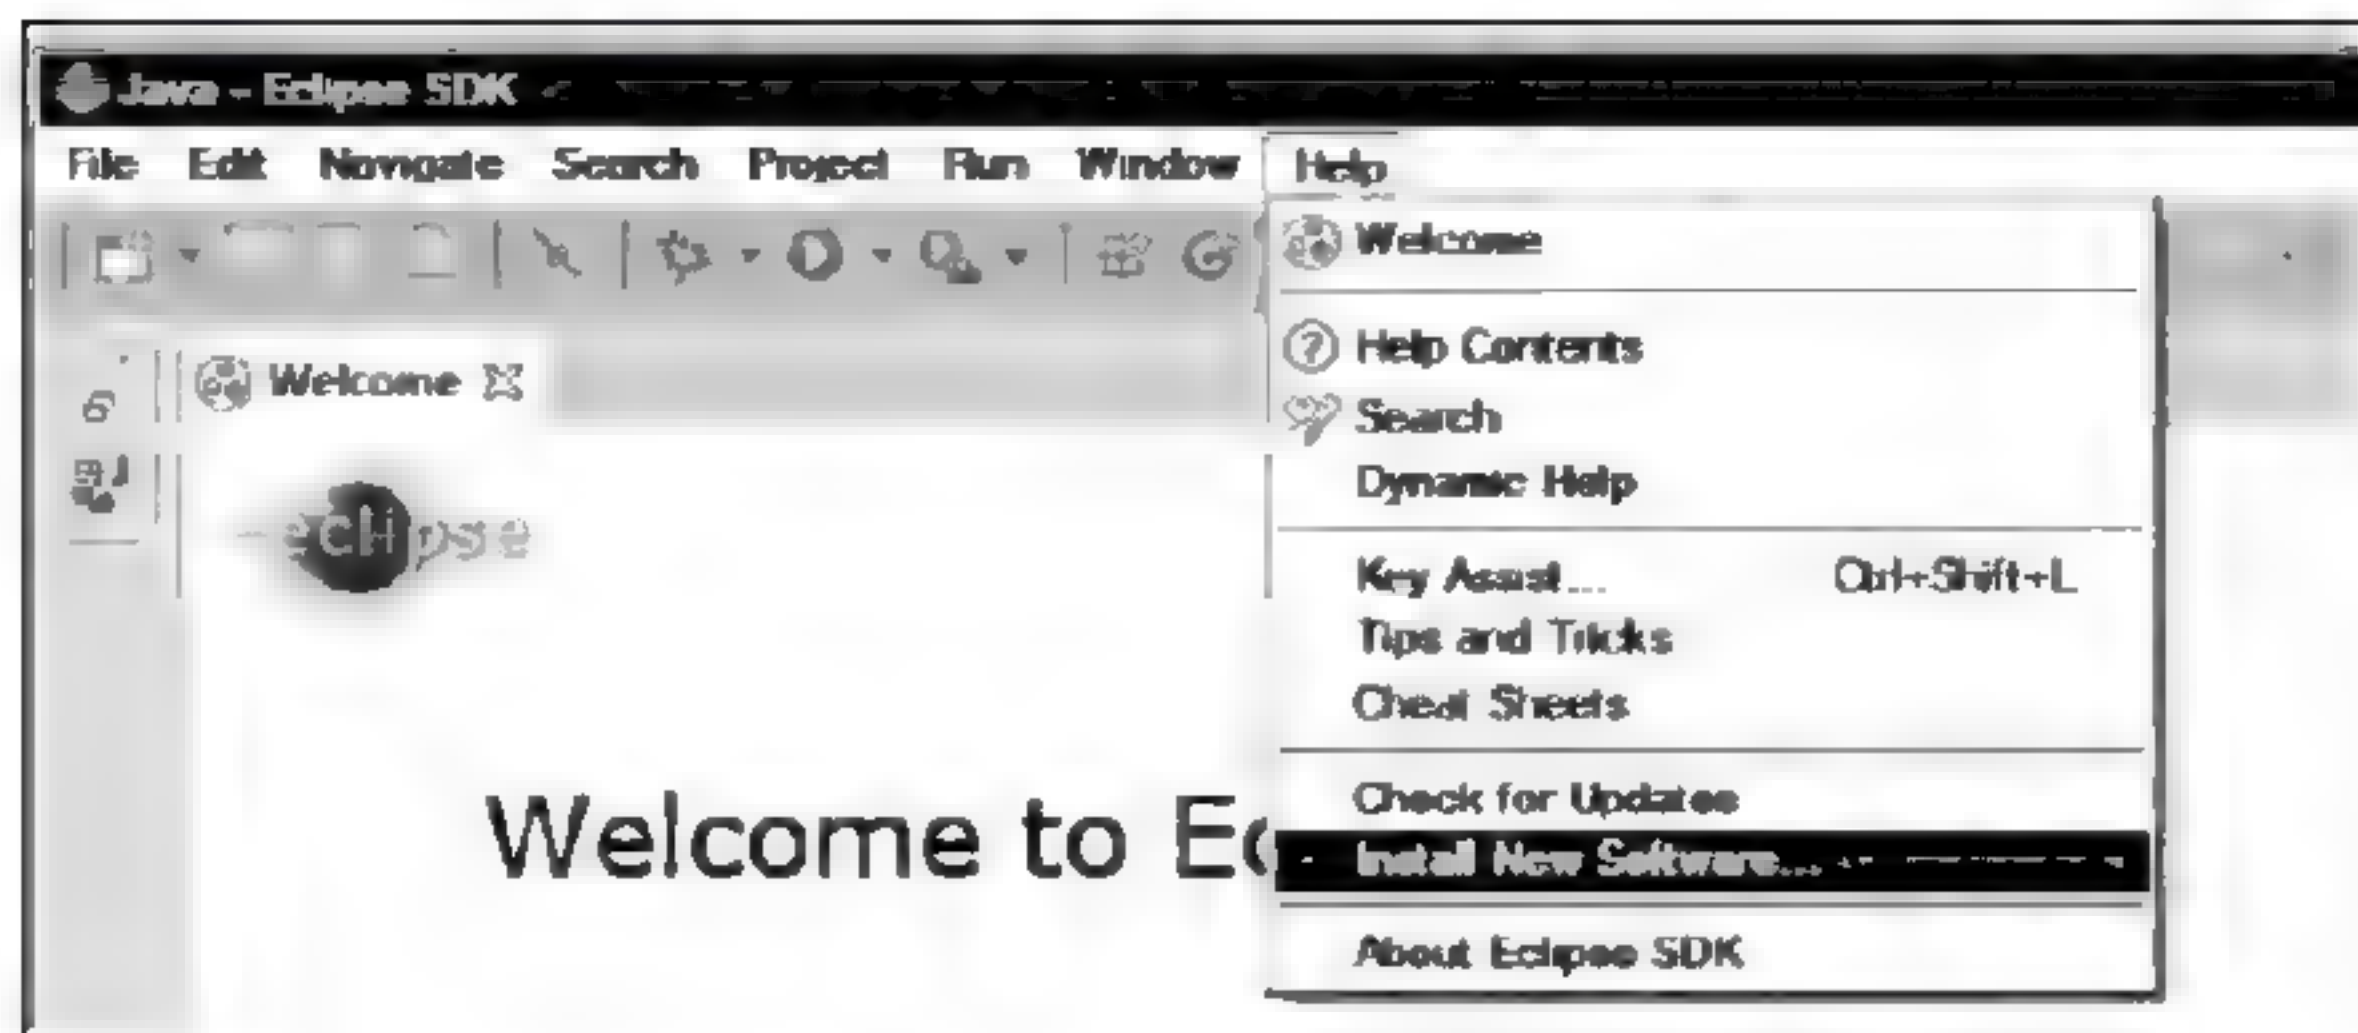 Java - Eclipse SDK
File Edit Navigate Search Project Run Window Help
Welcome
Help Contents
Search
Dynamic Help
Key Assist... Ctrl+Shift+L
Tips and Tricks
Cheat Sheets
Check for Updates
Install New Software...
About Eclipse SDK
Welcome
eclipse
Welcome to Ec